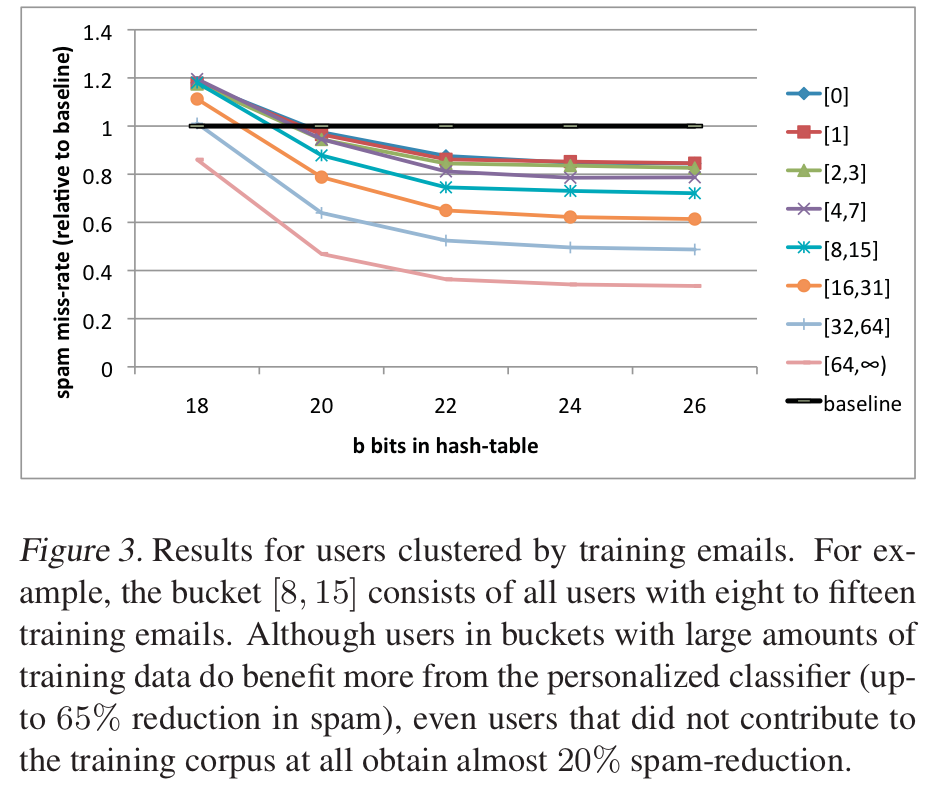 1.4
1.2
1
0.8
0.6
0.4
0.2
0
spam miss-rate (relative to baseline)
18 20 22 24 26
b bits in hash-table
[0]
[1]
[2,3]
[4,7]
[8,15]
[16,31]
[32,64]
[64,∞)
baseline
Figure 3. Results for users clustered by training emails. For ex-
ample, the bucket [8, 15] consists of all users with eight to fifteen
training emails. Although users in buckets with large amounts of
training data do benefit more from the personalized classifier (up-
to 65% reduction in spam), even users that did not contribute to
the training corpus at all obtain almost 20% spam-reduction.